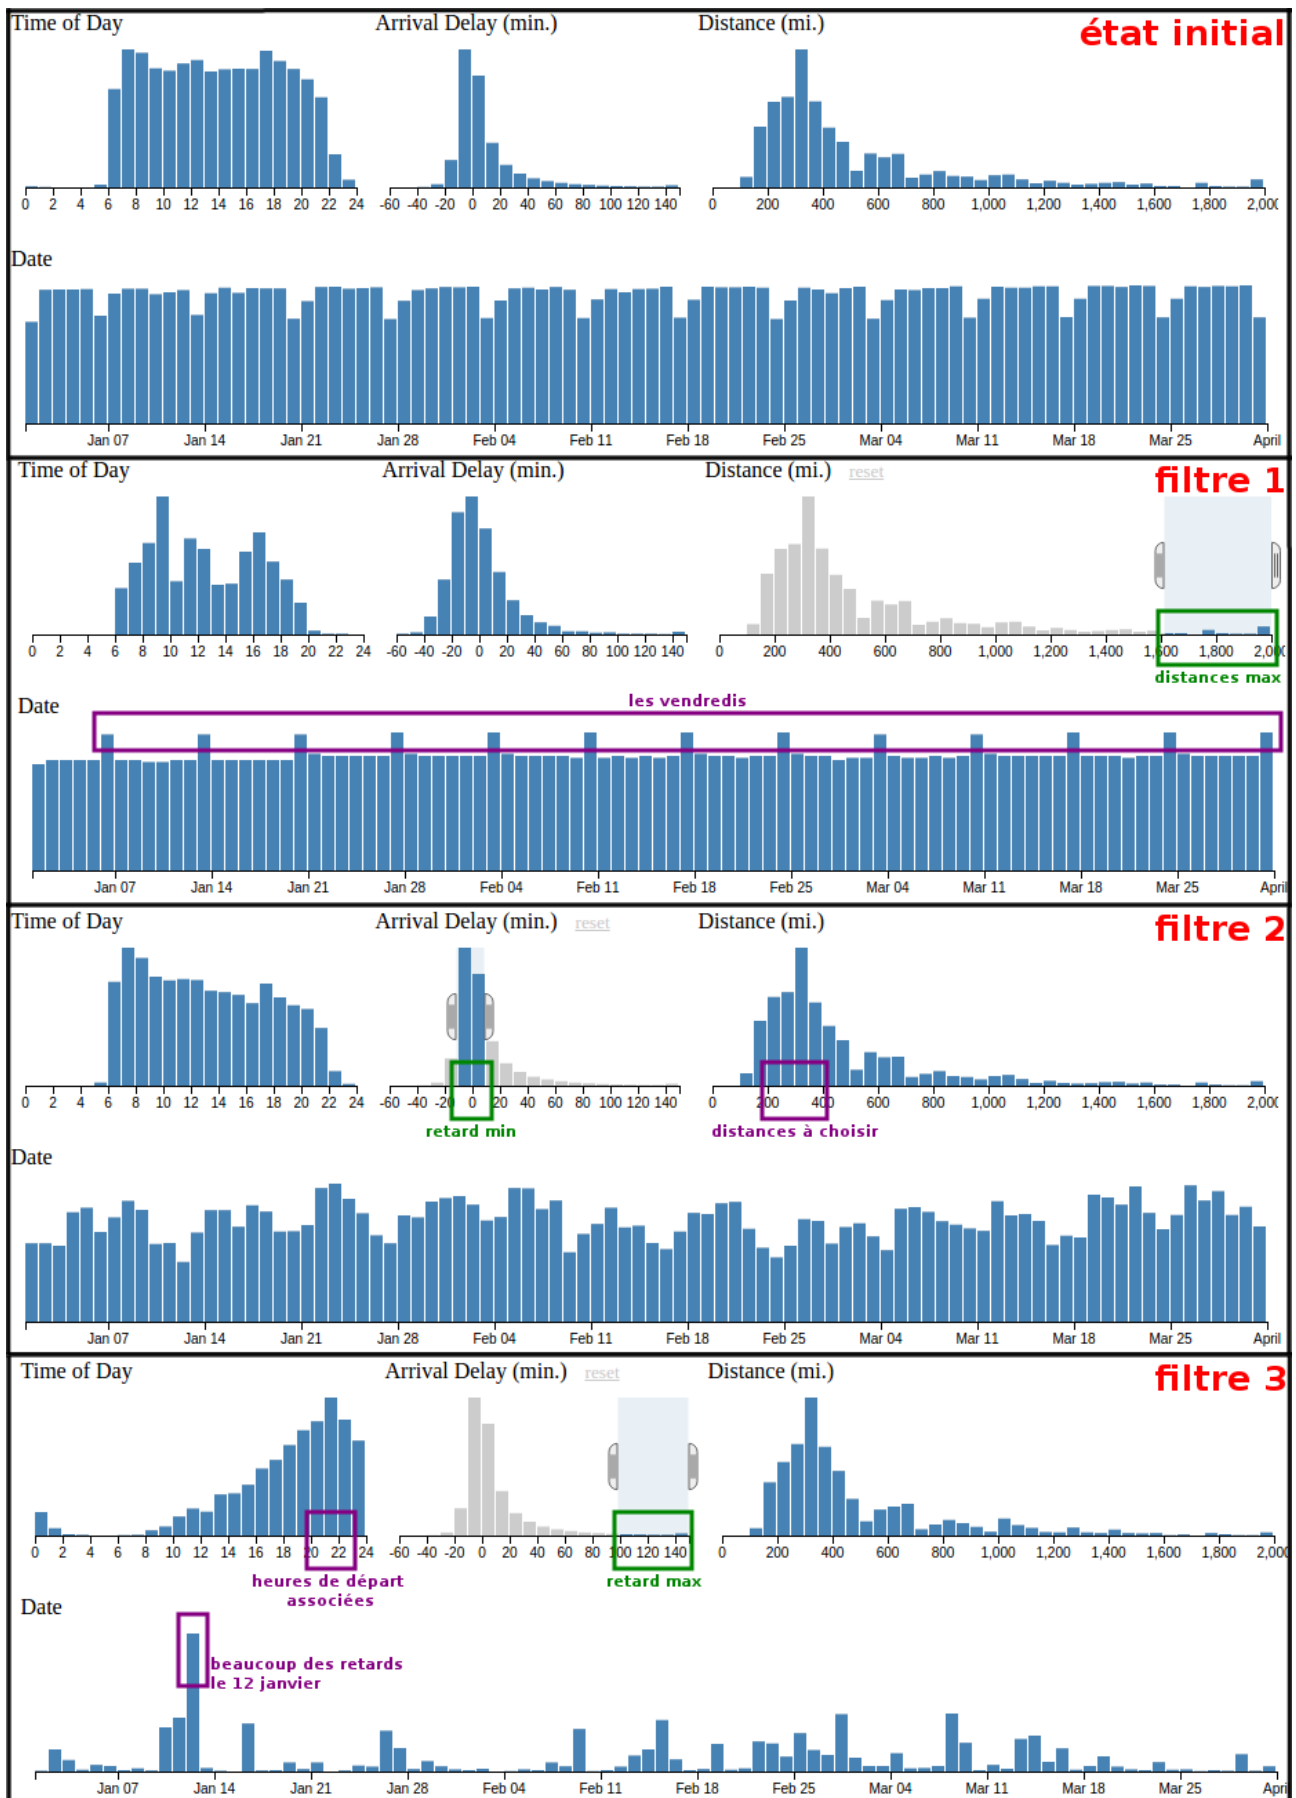 Time of Day Arrival Delay (min.) Distance (mi.) état initial
0 2 4 6 8 10 12 14 16 18 20 22 24 -60 -40 -20 0 20 40 60 80 100 120 140 0 200 400 600 800 1,000 1,200 1,400 1,600 1,800 2,000
Date
Jan 07 Jan 14 Jan 21 Jan 28 Feb 04 Feb 11 Feb 18 Feb 25 Mar 04 Mar 11 Mar 18 Mar 25 April
Time of Day Arrival Delay (min.) Distance (mi.) reset filtre 1
0 2 4 6 8 10 12 14 16 18 20 22 24 -60 -40 -20 0 20 40 60 80 100 120 140 0 200 400 600 800 1,000 1,200 1,400 1,600 1,800 2,000
distances max
les vendredis
Date
Jan 07 Jan 14 Jan 21 Jan 28 Feb 04 Feb 11 Feb 18 Feb 25 Mar 04 Mar 11 Mar 18 Mar 25 April
Time of Day Arrival Delay (min.) reset Distance (mi.) filtre 2
0 2 4 6 8 10 12 14 16 18 20 22 24 -60 -40 -20 0 20 40 60 80 100 120 140 0 200 400 600 800 1,000 1,200 1,400 1,600 1,800 2,000
retard min distances à choisir
Date
Jan 07 Jan 14 Jan 21 Jan 28 Feb 04 Feb 11 Feb 18 Feb 25 Mar 04 Mar 11 Mar 18 Mar 25 April
Time of Day Arrival Delay (min.) reset Distance (mi.) filtre 3
0 2 4 6 8 10 12 14 16 18 20 22 24 -60 -40 -20 0 20 40 60 80 100 120 140 0 200 400 600 800 1,000 1,200 1,400 1,600 1,800 2,000
heures de départ retard max
associées
Date
beaucoup des retards
le 12 janvier
Jan 07 Jan 14 Jan 21 Jan 28 Feb 04 Feb 11 Feb 18 Feb 25 Mar 04 Mar 11 Mar 18 Mar 25 April